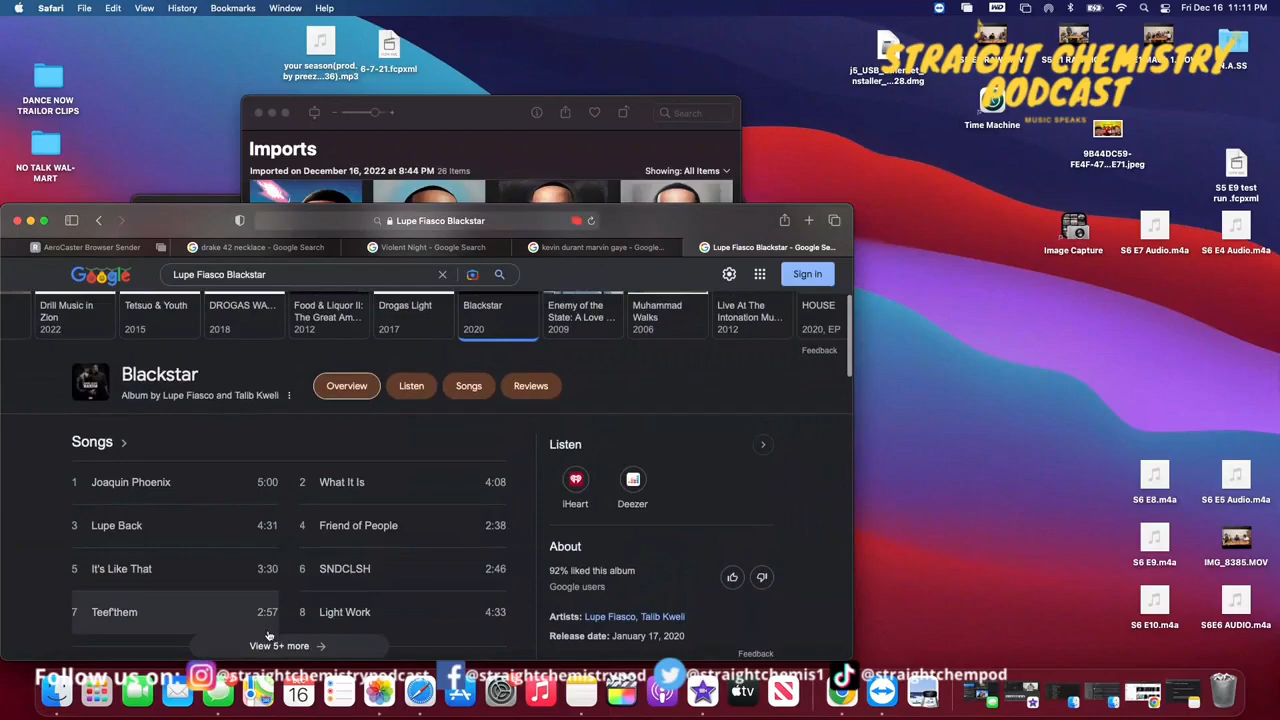 Safari File Edit View History Bookmarks Window Help
Fri Dec 16 11:11 PM
your season(prod.
by preez...36).mp3
6-7-21.fcpxml
DANCE NOW
TRAILOR CLIPS
NO TALK WAL-
MART
STRAIGHT CHEMISTRY
PODCAST
MUSIC SPEAKS
N.A.SS
Time Machine
9B44DC59-
FE4F-47...E71.jpeg
S5 E9 test
run .fcpxml
Image Capture
S6 E7 Audio.m4a
S6 E4 Audio.m4a
S6 E8.m4a
S6 E5 Audio.m4a
S6 E9.m4a
IMG_8385.MOV
S6 E10.m4a
S6E6 AUDIO.m4a
Search
Imports
Imported on December 16, 2022 at 8:44 PM 26 Items
Showing: All Items
Lupe Fiasco Blackstar
AeroCaster Browser Sender
drake 42 necklace - Google Search
Violent Night - Google Search
kevin durant marvin gaye - Google...
Lupe Fiasco Blackstar - Google Se...
Google
Lupe Fiasco Blackstar
Sign in
Drill Music in
Zion
2022
Tetsuo & Youth
2015
DROGAS WA...
2018
Food & Liquor II:
The Great Am...
2012
Drogas Light
2017
Blackstar
2020
Enemy of the
State: A Love ...
2009
Muhammad
Walks
2006
Live At The
Intonation Mu...
2012
HOUSE
2020, EP
Feedback
Blackstar
Album by Lupe Fiasco and Talib Kweli
Overview
Listen
Songs
Reviews
Songs
1 Joaquin Phoenix 5:00
2 What It Is 4:08
3 Lupe Back 4:31
4 Friend of People 2:38
5 It's Like That 3:30
6 SNDCLSH 2:46
7 Teef'them 2:57
8 Light Work 4:33
View 5+ more
Listen
iHeart
Deezer
About
92% liked this album
Google users
Artists: Lupe Fiasco, Talib Kweli
Release date: January 17, 2020
Feedback
Follow us on: @straightchemistrypodcast @straightchemistrypod @straightchemis1 @straightchempod